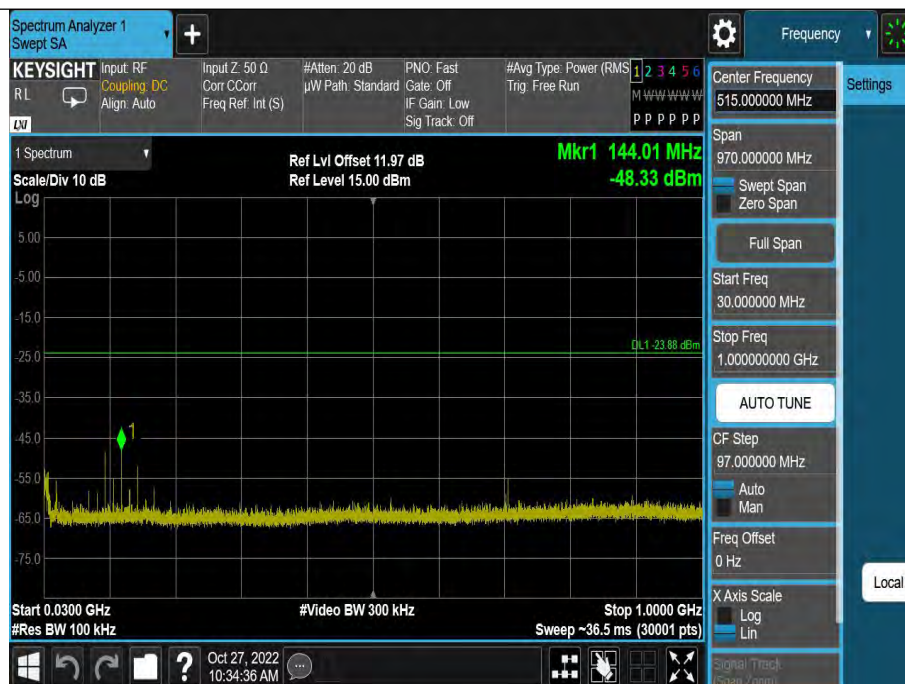 Spectrum Analyzer 1
Swept SA
+
Frequency
KEYSIGHT
RL
LXI
Input: RF
Coupling: DC
Align: Auto
Input Z: 50 Ω
Corr CCorr
Freq Ref: Int (S)
#Atten: 20 dB
µW Path: Standard
PNO: Fast
Gate: Off
IF Gain: Low
Sig Track: Off
#Avg Type: Power (RMS
Trig: Free Run
1 2 3 4 5 6
M W W W W W
P P P P P P
1 Spectrum
Scale/Div 10 dB
Log
Ref Lvl Offset 11.97 dB
Ref Level 15.00 dBm
Mkr1 144.01 MHz
-48.33 dBm
5.00
-5.00
-15.0
DL1 -23.88 dBm
-25.0
-35.0
-45.0
1
-55.0
-65.0
-75.0
Start 0.0300 GHz
#Res BW 100 kHz
#Video BW 300 kHz
Stop 1.0000 GHz
Sweep ~36.5 ms (30001 pts)
?
Oct 27, 2022
10:34:36 AM
Center Frequency
515.000000 MHz
Span
970.000000 MHz
Swept Span
Zero Span
Full Span
Start Freq
30.000000 MHz
Stop Freq
1.000000000 GHz
AUTO TUNE
CF Step
97.000000 MHz
Auto
Man
Freq Offset
0 Hz
X Axis Scale
Log
Lin
Signal Track
(Span Zoom)
Settings
Local